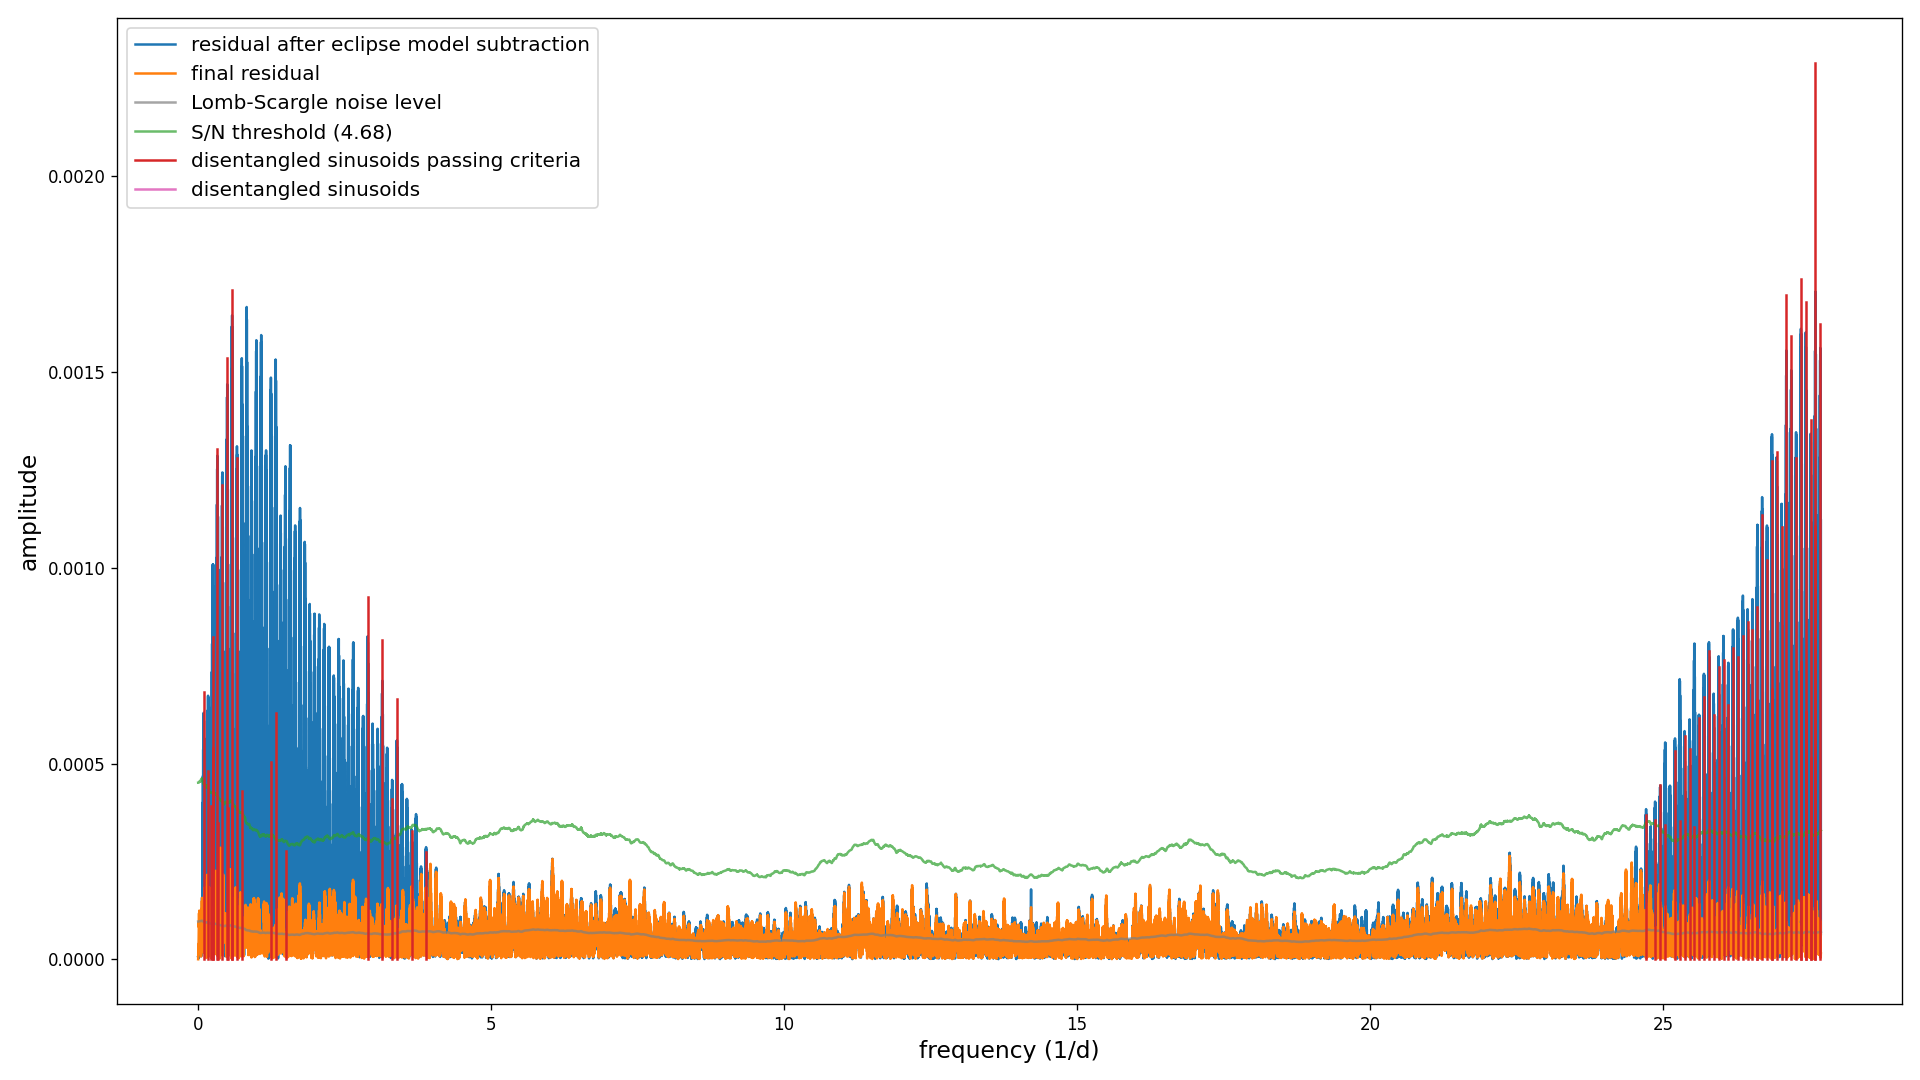 residual after eclipse model subtraction
final residual
Lomb-Scargle noise level
S/N threshold (4.68)
disentangled sinusoids passing criteria
disentangled sinusoids
amplitude
0.0020
0.0015
0.0010
0.0005
0.0000
0 5 10 15 20 25
frequency (1/d)